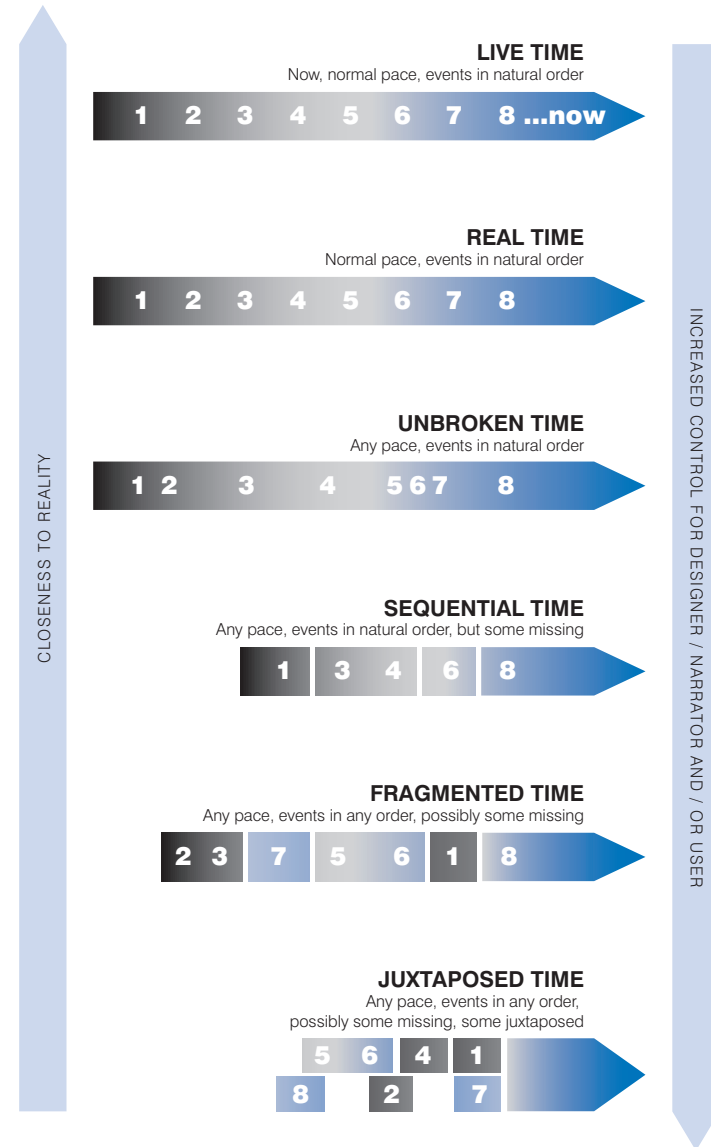 LIVE TIME
Now, normal pace, events in natural order
1 2 3 4 5 6 7 8 ...now
REAL TIME
Normal pace, events in natural order
1 2 3 4 5 6 7 8
UNBROKEN TIME
Any pace, events in natural order
1 2 3 4 5 6 7 8
SEQUENTIAL TIME
Any pace, events in natural order, but some missing
1 3 4 6 8
FRAGMENTED TIME
Any pace, events in any order, possibly some missing
2 3 7 5 6 1 8
JUXTAPOSED TIME
Any pace, events in any order,
possibly some missing, some juxtaposed
5 6 4 1
8 2 7
CLOSENESS TO REALITY
INCREASED CONTROL FOR DESIGNER / NARRATOR AND / OR USER